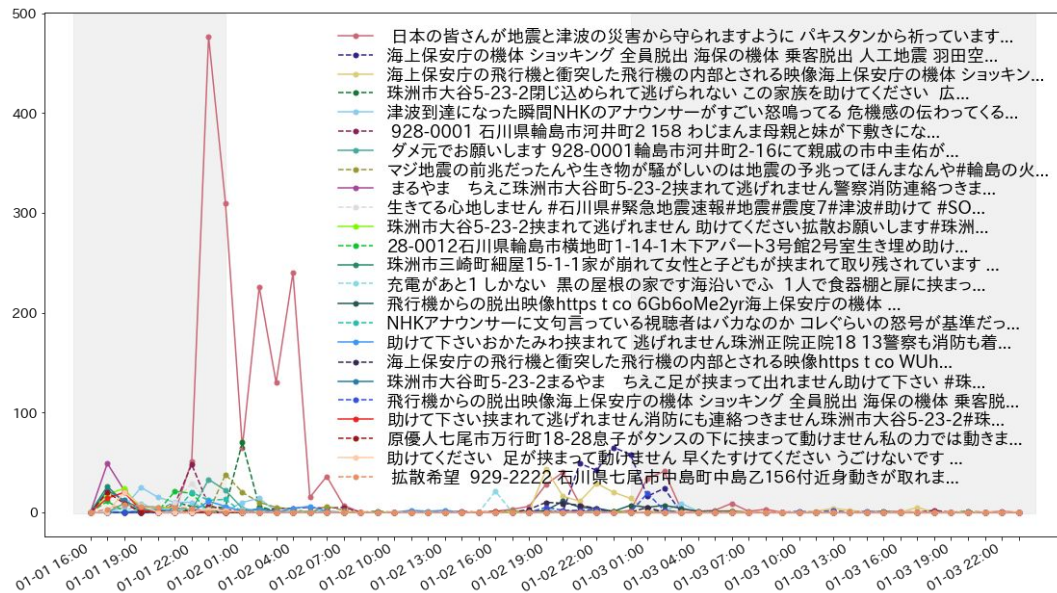 500
400
300
200
100
0
日本の皆さんが地震と津波の災害から守られますように パキスタンから祈っています...
海上保安庁の機体 ショッキング 全員脱出 海保の機体 乗客脱出 人工地震 羽田空...
海上保安庁の飛行機と衝突した飛行機の内部とされる映像海上保安庁の機体 ショッキン...
珠洲市大谷5-23-2閉じ込められて逃げれない この家族を助けてください 広...
津波到達になった瞬間NHKのアナウンサーがすごい怒鳴ってる 危機感の伝わってくる...
928-0001 石川県輪島市河井町2 158 わじまんま母親と妹が下敷きにな...
ダメ元でお願いします 928-0001輪島市河井町2-16にて親戚の市中圭佑が...
マジ地震の前兆だったんや生き物が騒がしいのは地震の予兆ってほんまなんや#輪島の火...
まるやま ちえこ珠洲市大谷町5-23-2挟まれて逃げれません警察消防連絡つきま...
生きてる心地しません #石川県#緊急地震速報#地震#震度7#津波#助けて #SO...
珠洲市大谷5-23-2挟まれて逃げれません 助けてください拡散お願いします#珠洲...
28-0012石川県輪島市横地町1-14-1木下アパート3号館2号室生き埋め助け...
珠洲市三崎町細屋15-1-1家が崩れて女性と子どもが挟まれて取り残されています ...
充電があと1 しかない 黒の屋根の家です海沿いでふ 1人で食器棚と扉に挟まっ...
飛行機からの脱出映像https t co 6Gb6oMe2yr海上保安庁の機体 ...
NHKアナウンサーに文句言っている視聴者はバカなのか コレぐらいの怒号が基準だっ...
助けて下さいおかたみわ挟まれて 逃げれません珠洲正院正院18 13警察も消防も着...
海上保安庁の飛行機と衝突した飛行機の内部とされる映像https t co WUh...
珠洲市大谷町5-23-2まるやま ちえこ足が挟まって出れません助けて下さい #珠...
飛行機からの脱出映像海上保安庁の機体 ショッキング 全員脱出 海保の機体 乗客脱...
助けて下さい挟まれて逃げれません消防にも連絡つきません珠洲市大谷5-23-2#珠...
原優人七尾市万行町18-28息子がタンスの下に挟まって動けません私の力では動きま...
助けてください 足が挟まって動けません 早くたすけてください うごけないです ...
拡散希望 929-2222 石川県七尾市中島町中島乙156付近身動きが取れま...
01-01 16:00
01-01 19:00
01-01 22:00
01-02 01:00
01-02 04:00
01-02 07:00
01-02 10:00
01-02 13:00
01-02 16:00
01-02 19:00
01-02 22:00
01-03 01:00
01-03 04:00
01-03 07:00
01-03 10:00
01-03 13:00
01-03 16:00
01-03 19:00
01-03 22:00